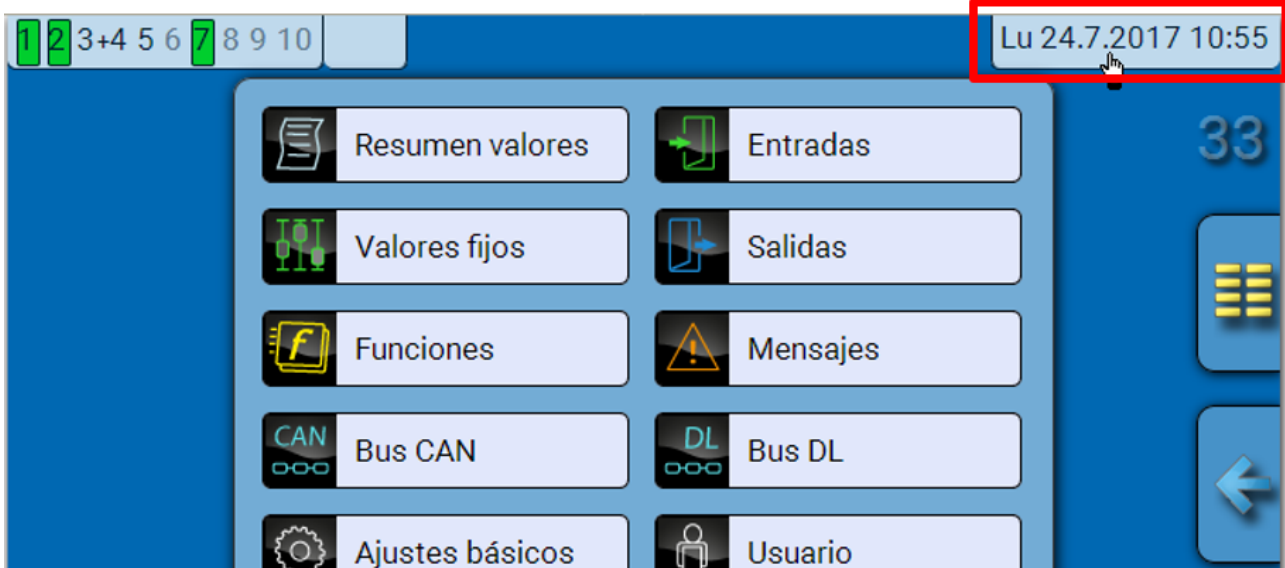 1 2 3+4 5 6 7 8 9 10
Lu 24.7.2017 10:55
33
Resumen valores
Entradas
Valores fijos
Salidas
f Funciones
Mensajes
CAN Bus CAN
DL Bus DL
Ajustes básicos
Usuario